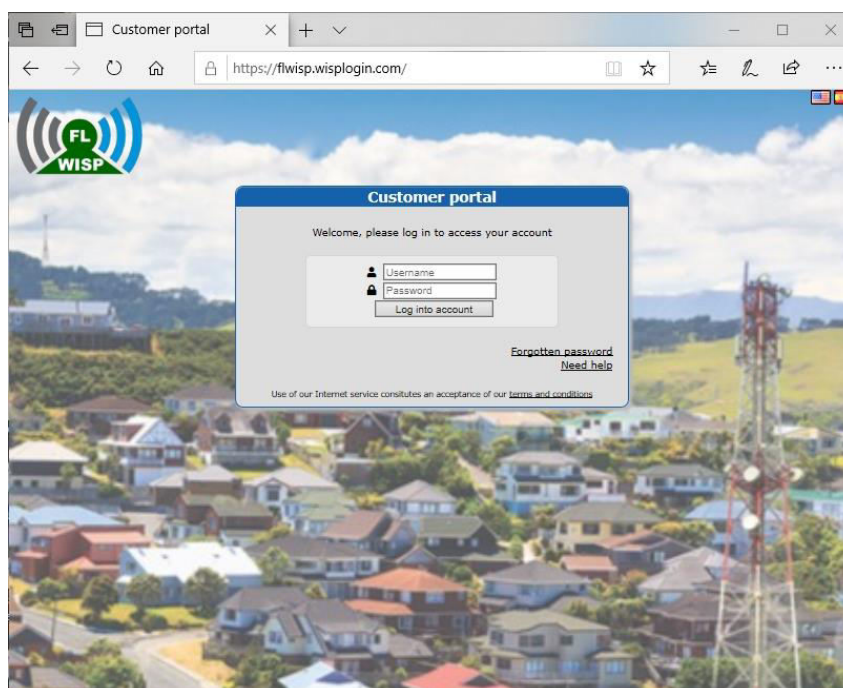 Customer portal
https://flwisp.wisplogin.com/
FL
WISP
Customer portal
Welcome, please log in to access your account
Username
Password
Log into account
Forgotten password
Need help
Use of our Internet service consitutes an acceptance of our terms and conditions